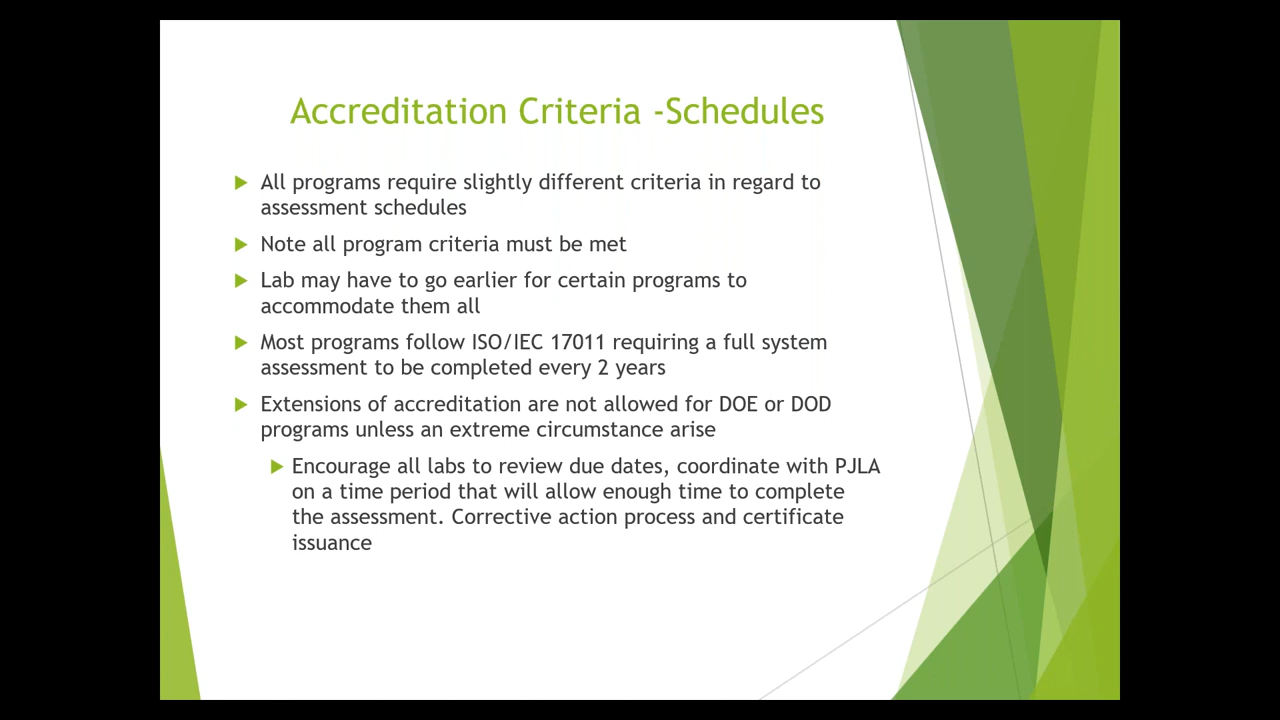 Accreditation Criteria -Schedules
All programs require slightly different criteria in regard to
assessment schedules
Note all program criteria must be met
Lab may have to go earlier for certain programs to
accommodate them all
Most programs follow ISO/IEC 17011 requiring a full system
assessment to be completed every 2 years
Extensions of accreditation are not allowed for DOE or DOD
programs unless an extreme circumstance arise
Encourage all labs to review due dates, coordinate with PJLA
on a time period that will allow enough time to complete
the assessment. Corrective action process and certificate
issuance